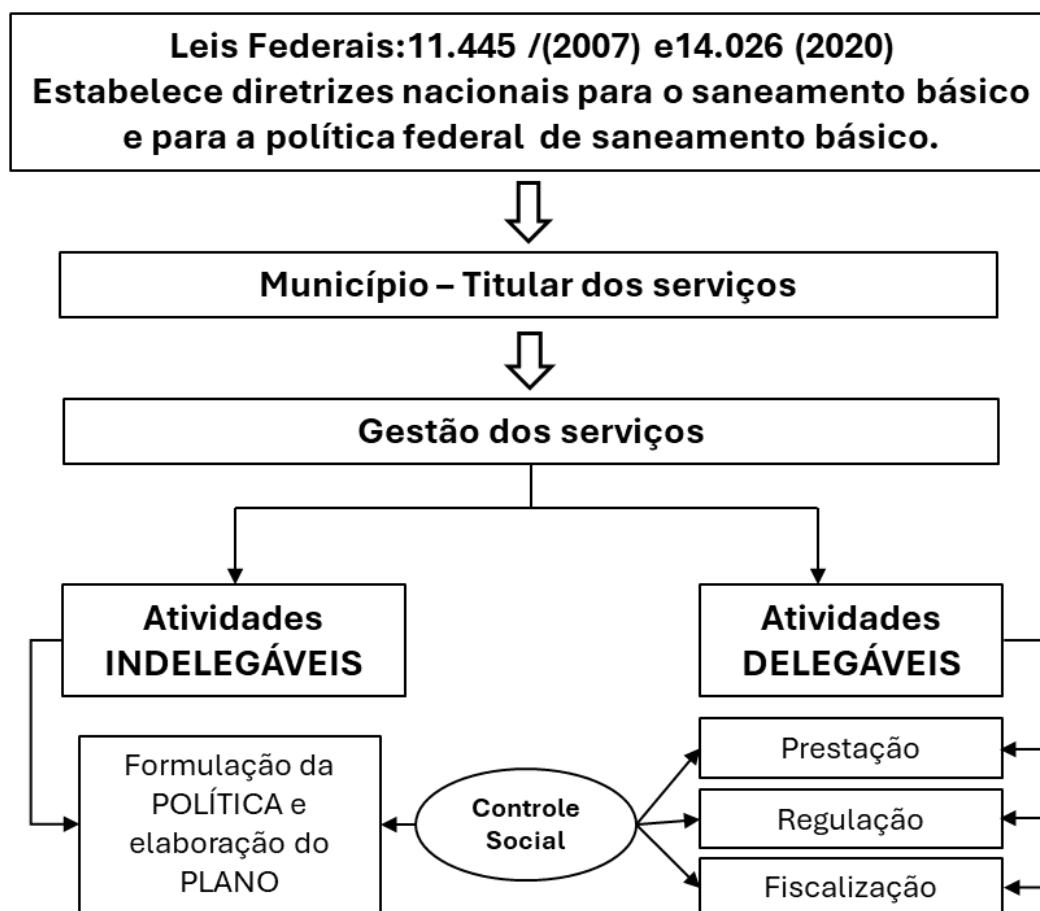 Leis Federais:11.445 /(2007) e14.026 (2020)
Estabelece diretrizes nacionais para o saneamento básico
e para a política federal de saneamento básico.
Município – Titular dos serviços
Gestão dos serviços
Atividades
INDELEGÁVEIS
Atividades
DELEGÁVEIS
Formulação da
POLÍTICA e
elaboração do
PLANO
Controle
Social
Prestação
Regulação
Fiscalização